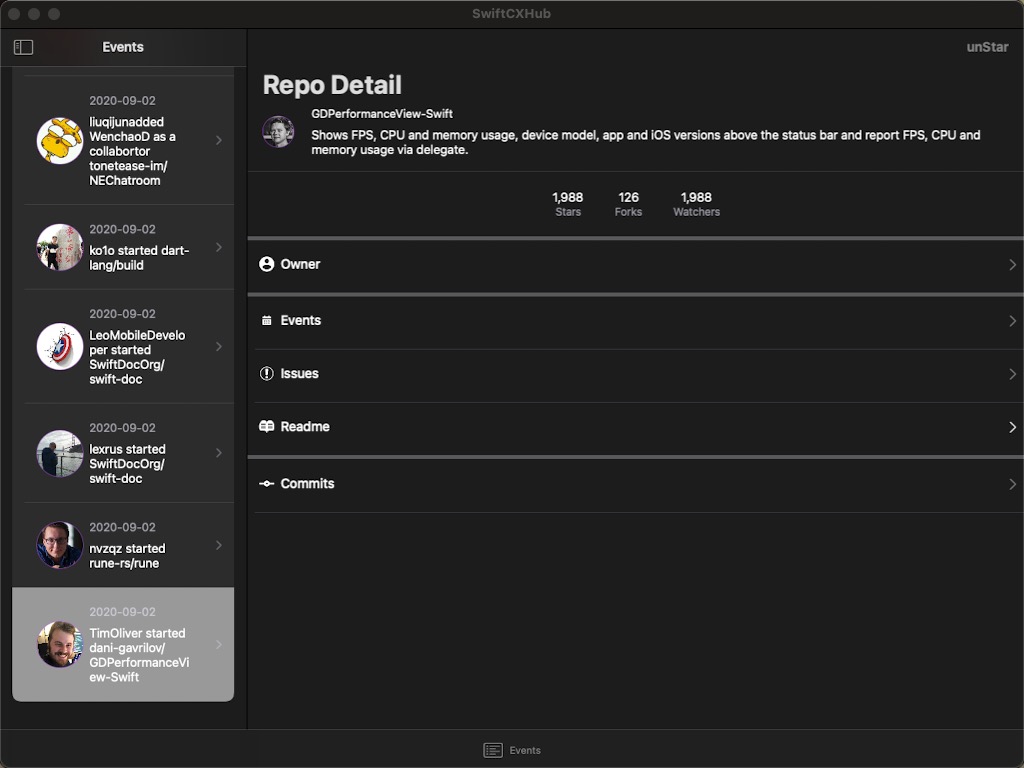 SwiftCXHub
Events
unStar
2020-09-02
liuqijunadded
WenchaoD as a
collabortor
tonetease-im/
NEChatroom
2020-09-02
ko1o started dart-
lang/build
2020-09-02
LeoMobileDevelo
per started
SwiftDocOrg/
swift-doc
2020-09-02
lexrus started
SwiftDocOrg/
swift-doc
2020-09-02
nvzqz started
rune-rs/rune
2020-09-02
TimOliver started
dani-gavrilov/
GDPerformanceVi
ew-Swift
Repo Detail
GDPerformanceView-Swift
Shows FPS, CPU and memory usage, device model, app and iOS versions above the status bar and report FPS, CPU and
memory usage via delegate.
1,988 126 1,988
Stars Forks Watchers
Owner
Events
Issues
Readme
Commits
Events